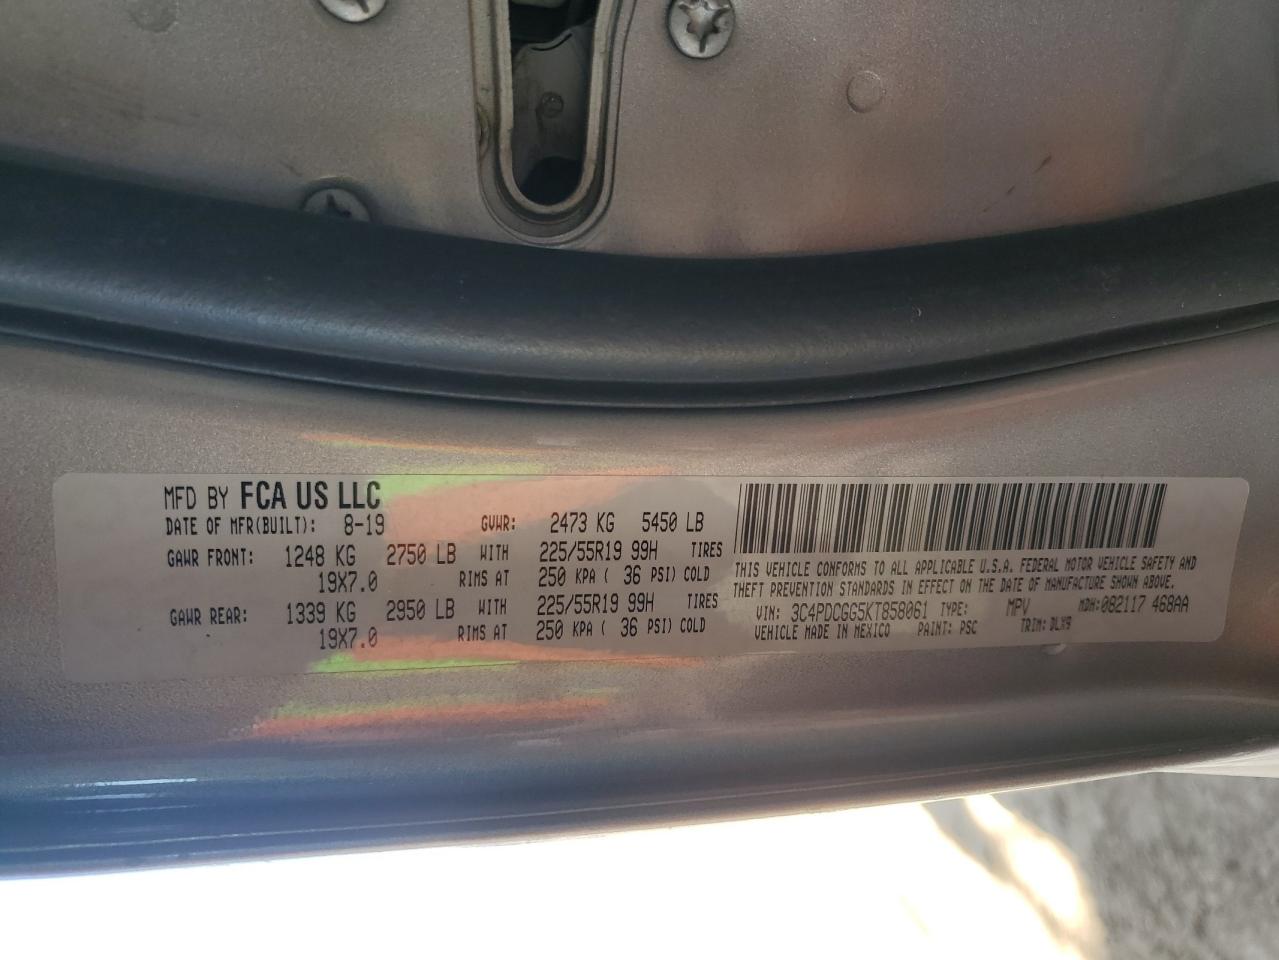 MFD BY FCA US LLC
DATE OF MFR(BUILT): 8-19 GVWR: 2473 KG 5450 LB
GAWR FRONT: 1248 KG 2750 LB WITH 225/55R19 99H TIRES
19X7.0 RIMS AT 250 KPA ( 36 PSI) COLD
GAWR REAR: 1339 KG 2950 LB WITH 225/55R19 99H TIRES
19X7.0 RIMS AT 250 KPA ( 36 PSI) COLD
THIS VEHICLE CONFORMS TO ALL APPLICABLE U.S.A. FEDERAL MOTOR VEHICLE SAFETY AND
THEFT PREVENTION STANDARDS IN EFFECT ON THE DATE OF MANUFACTURE SHOWN ABOVE.
VIN: 3C4PDCGG5KT858061 TYPE: MPV MDH: 082117 468AA
VEHICLE MADE IN MEXICO PAINT: PSC TRIM: DLX9